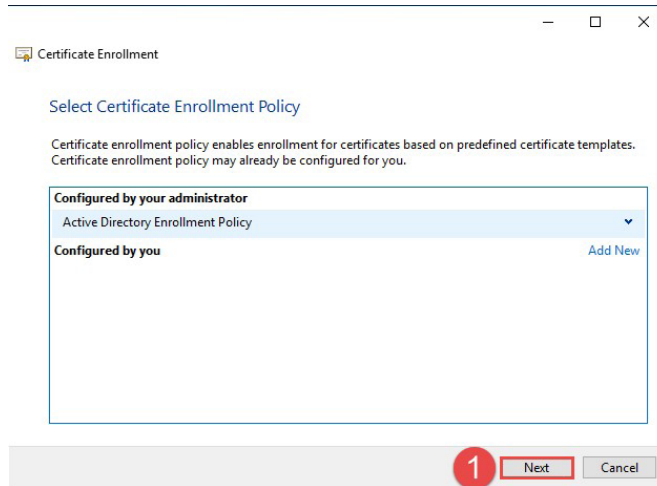 Certificate Enrollment
Select Certificate Enrollment Policy
Certificate enrollment policy enables enrollment for certificates based on predefined certificate templates.
Certificate enrollment policy may already be configured for you.
Configured by your administrator
Active Directory Enrollment Policy
Configured by you Add New
1 Next Cancel